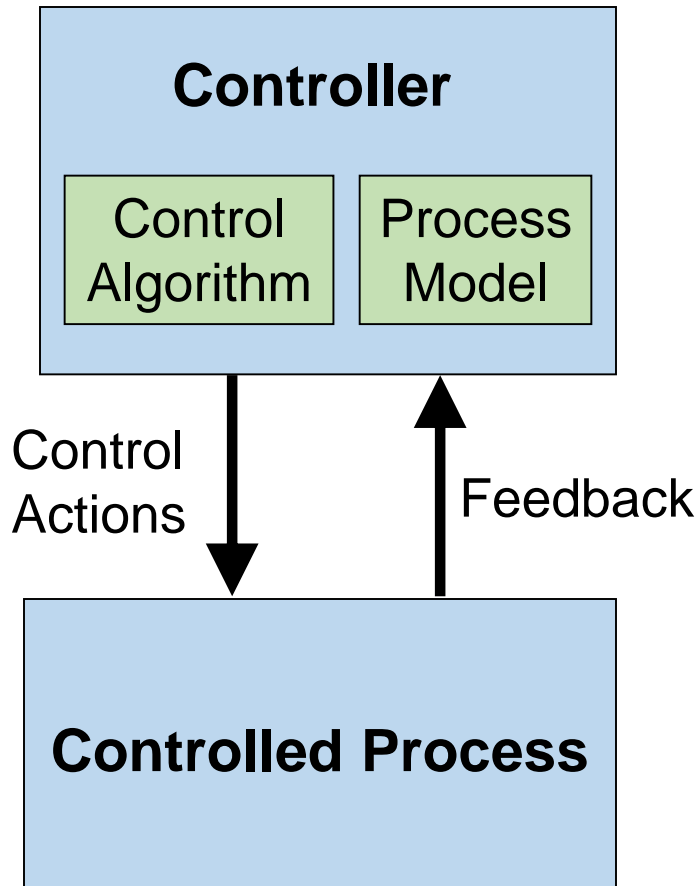 Controller
Control
Algorithm
Process
Model
Control
Actions
Feedback
Controlled Process